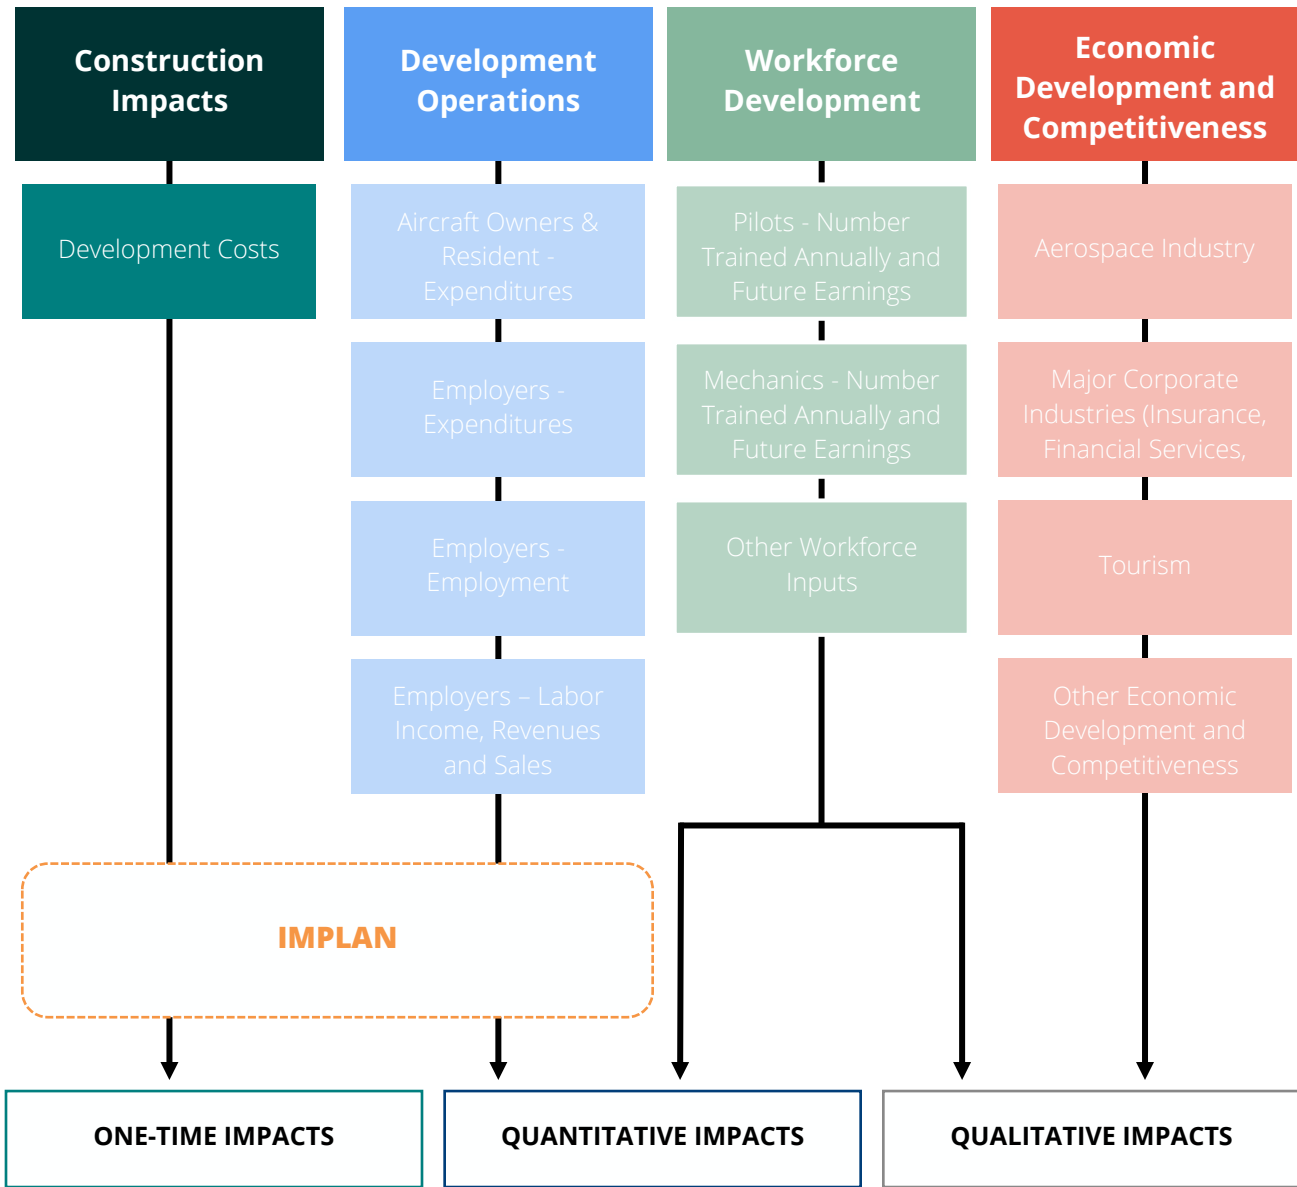 Construction
Impacts
Development
Operations
Workforce
Development
Economic
Development and
Competitiveness
Development Costs
Aircraft Owners &
Resident -
Expenditures
Pilots - Number
Trained Annually and
Future Earnings
Aerospace Industry
Employers -
Expenditures
Mechanics - Number
Trained Annually and
Future Earnings
Major Corporate
Industries (Insurance,
Financial Services,
Employers -
Employment
Other Workforce
Inputs
Tourism
Employers – Labor
Income, Revenues
and Sales
Other Economic
Development and
Competitiveness
IMPLAN
ONE-TIME IMPACTS
QUANTITATIVE IMPACTS
QUALITATIVE IMPACTS